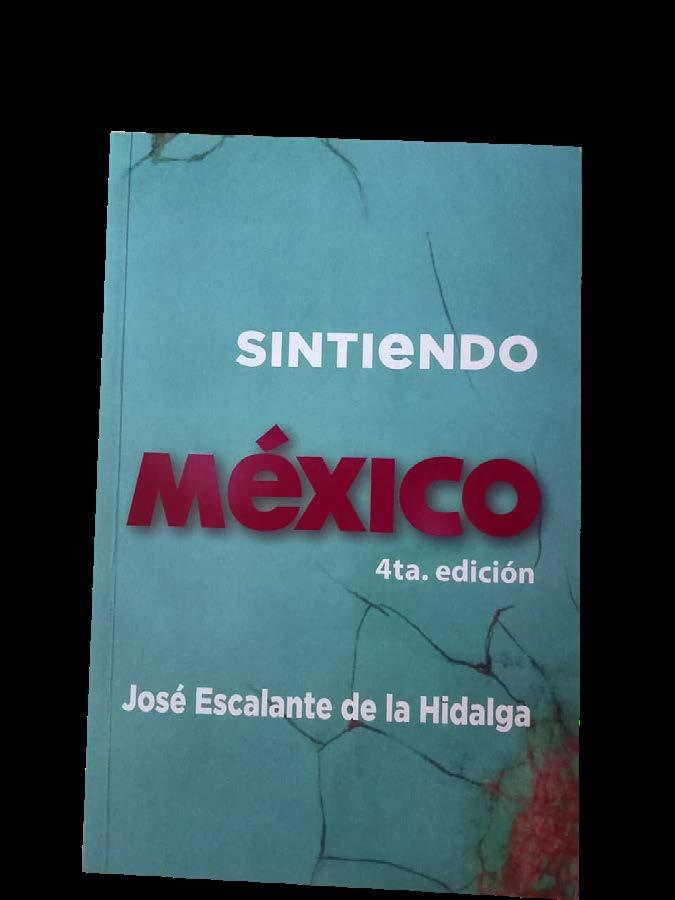 SINTIeNDO
MéXICO
4ta. edición
José Escalante de la Hidalga